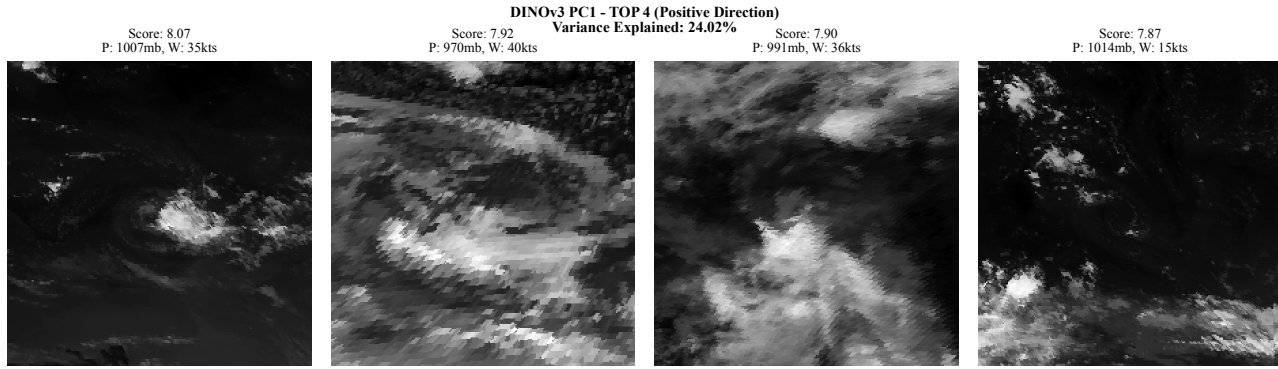 DINOv3 PC1 - TOP 4 (Positive Direction)
Variance Explained: 24.02%
Score: 8.07
P: 1007mb, W: 35kts
Score: 7.92
P: 970mb, W: 40kts
Score: 7.90
P: 991mb, W: 36kts
Score: 7.87
P: 1014mb, W: 15kts